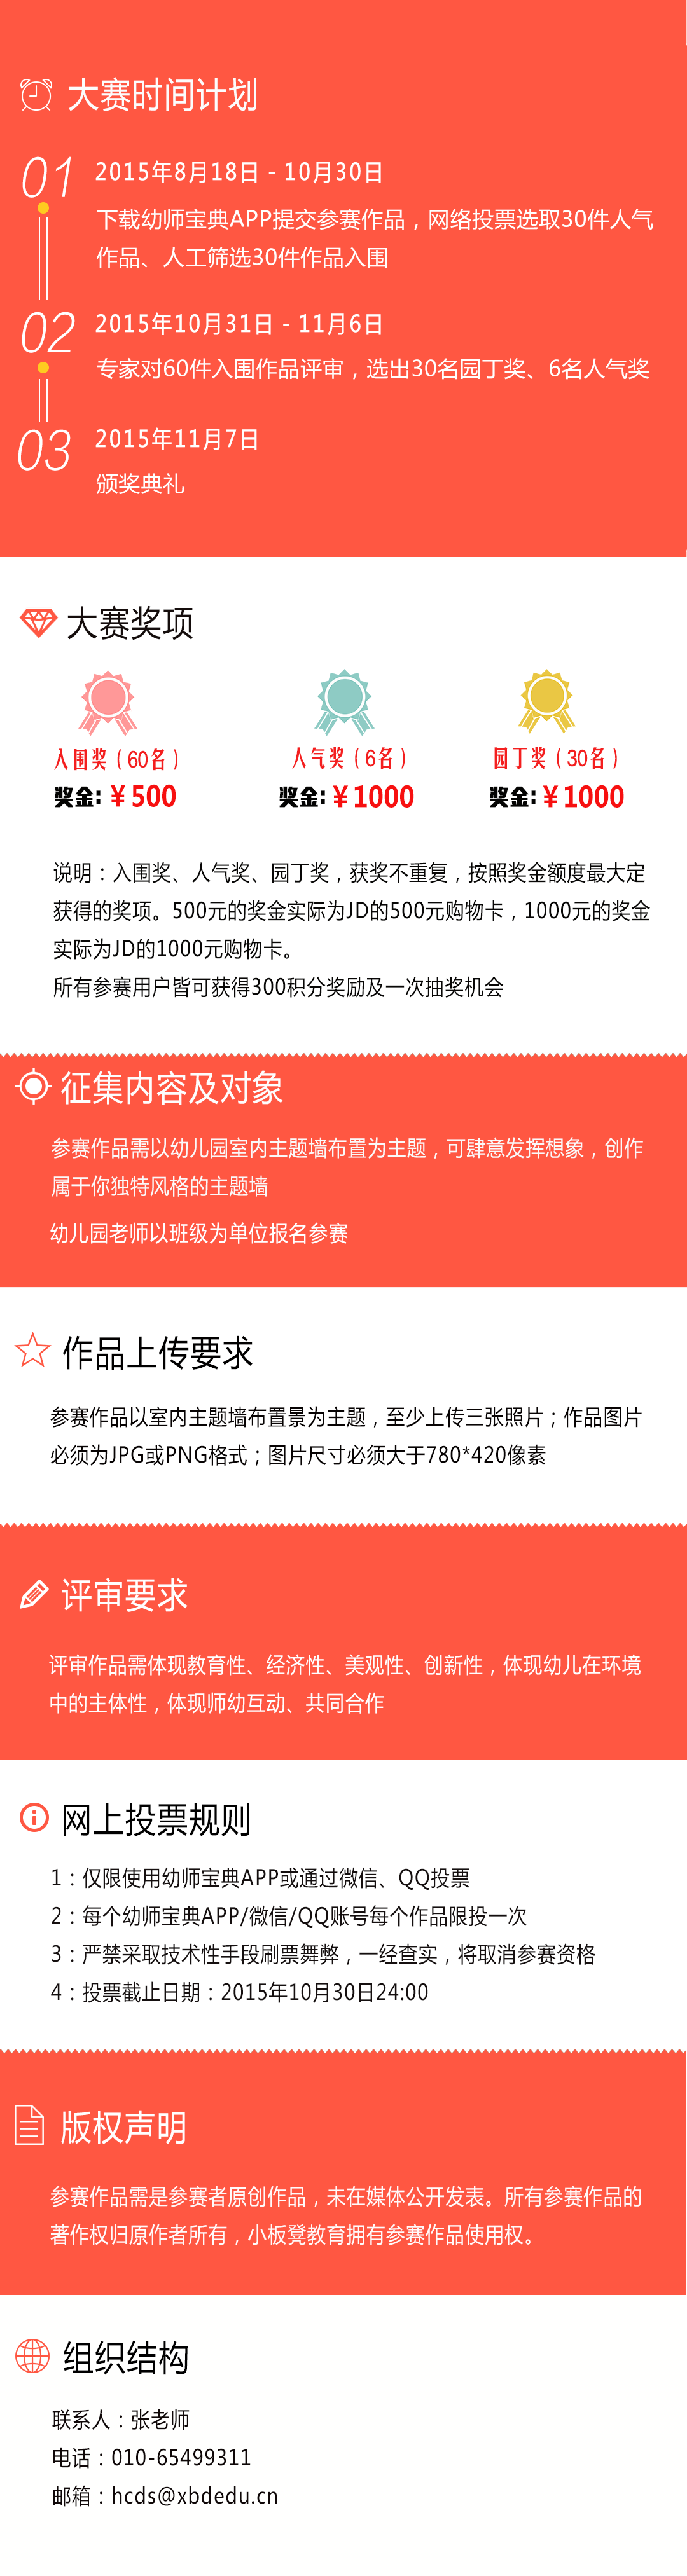 大赛时间计划
01
2015年8月18日 - 10月30日
下载幼师宝典APP提交参赛作品，网络投票选取30件人气
作品、人工筛选30件作品入围
02
2015年10月31日 - 11月6日
专家对60件入围作品评审，选出30名园丁奖、6名人气奖
03
2015年11月7日
颁奖典礼
大赛奖项
入围奖（60名） 人气奖（6名） 园丁奖（30名）
奖金:￥500 奖金:￥1000 奖金:￥1000
说明：入围奖、人气奖、园丁奖，获奖不重复，按照奖金额度最大定
获得的奖项。500元的奖金实际为JD的500元购物卡，1000元的奖金
实际为JD的1000元购物卡。
所有参赛用户皆可获得300积分奖励及一次抽奖机会
征集内容及对象
参赛作品需以幼儿园室内主题墙布置为主题，可肆意发挥想象，创作
属于你独特风格的主题墙
幼儿园老师以班级为单位报名参赛
作品上传要求
参赛作品以室内主题墙布置景为主题，至少上传三张照片；作品图片
必须为JPG或PNG格式；图片尺寸必须大于780*420像素
评审要求
评审作品需体现教育性、经济性、美观性、创新性，体现幼儿在环境
中的主体性，体现师幼互动、共同合作
网上投票规则
1：仅限使用幼师宝典APP或通过微信、QQ投票
2：每个幼师宝典APP/微信/QQ账号每个作品限投一次
3：严禁采取技术性手段刷票舞弊，一经查实，将取消参赛资格
4：投票截止日期：2015年10月30日24:00
版权声明
参赛作品需是参赛者原创作品，未在媒体公开发表。所有参赛作品的
著作权归原作者所有，小板凳教育拥有参赛作品使用权。
组织结构
联系人：张老师
电话：010-65499311
邮箱：hcds@xbdedu.cn